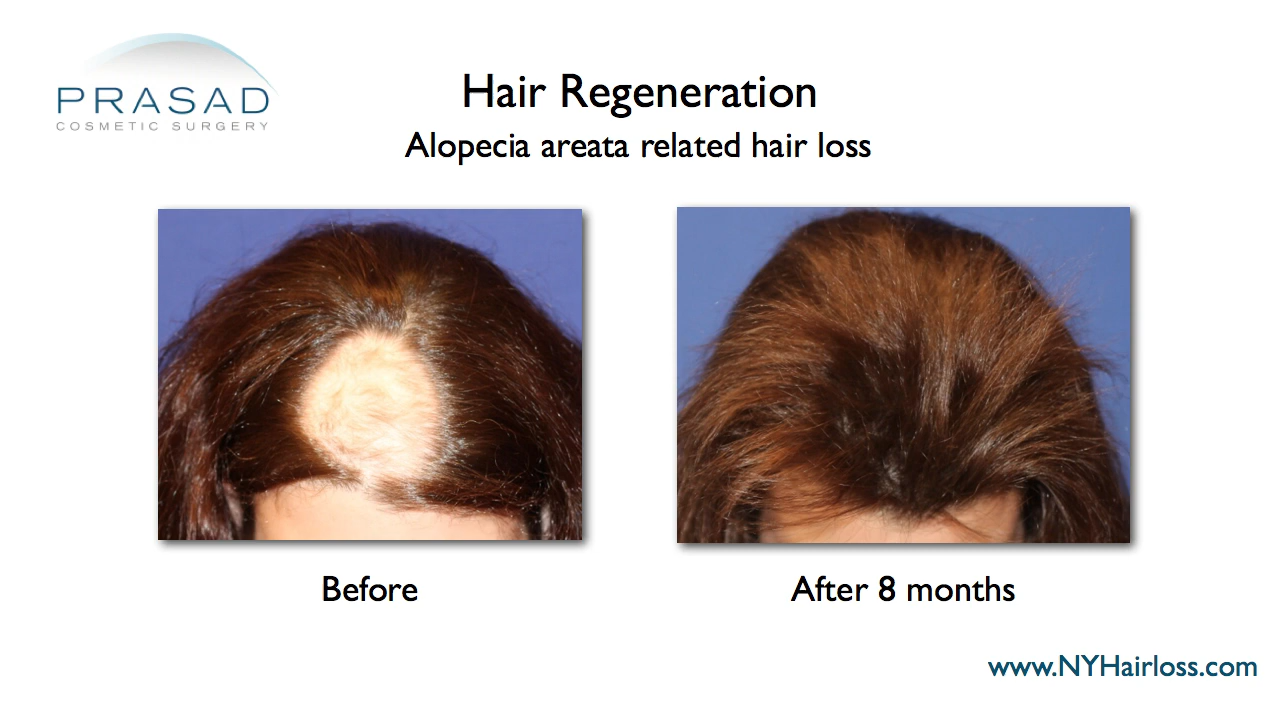 PRASAD
COSMETIC SURGERY
Hair Regeneration
Alopecia areata related hair loss
Before
After 8 months
www.NYHairloss.com